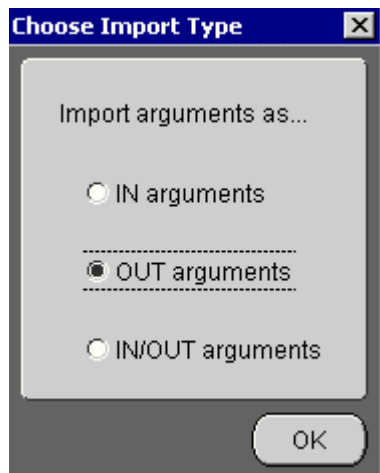 Choose Import Type
Import arguments as...
IN arguments
OUT arguments
IN/OUT arguments
OK